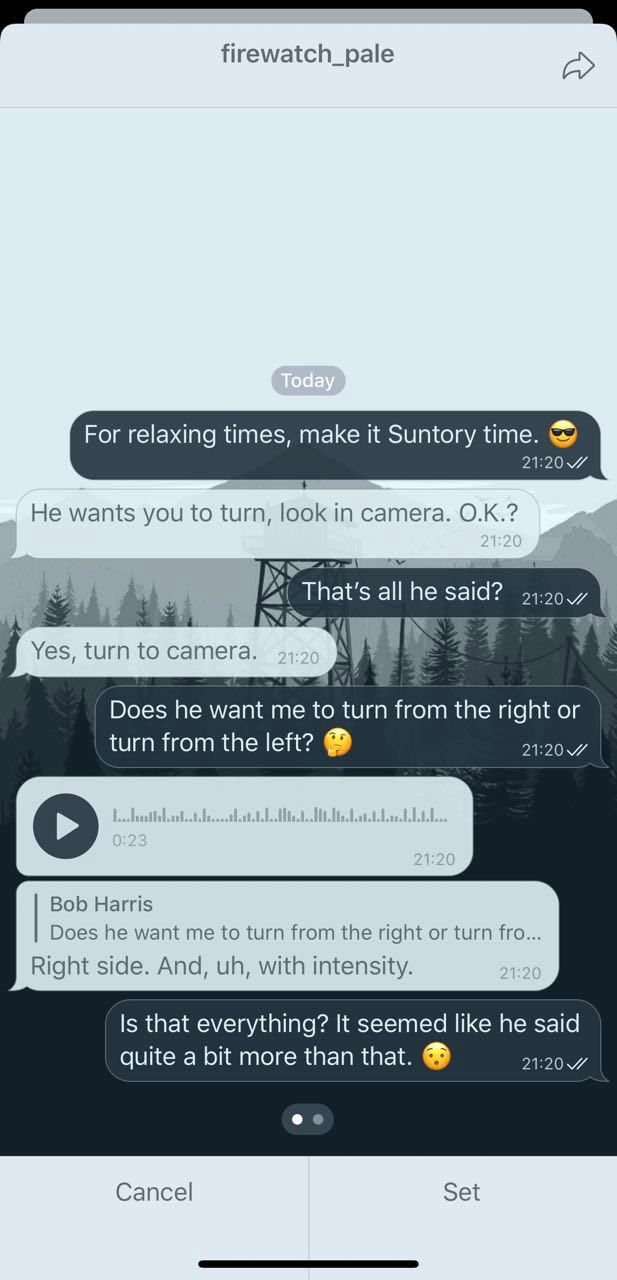 firewatch_pale
Today
For relaxing times, make it Suntory time. 😎
21:20
He wants you to turn, look in camera. O.K.?
21:20
That’s all he said? 21:20
Yes, turn to camera. 21:20
Does he want me to turn from the right or
turn from the left? 🤔 21:20
0:23
21:20
Bob Harris
Does he want me to turn from the right or turn fro...
Right side. And, uh, with intensity. 21:20
Is that everything? It seemed like he said
quite a bit more than that. 😯 21:20
Cancel Set